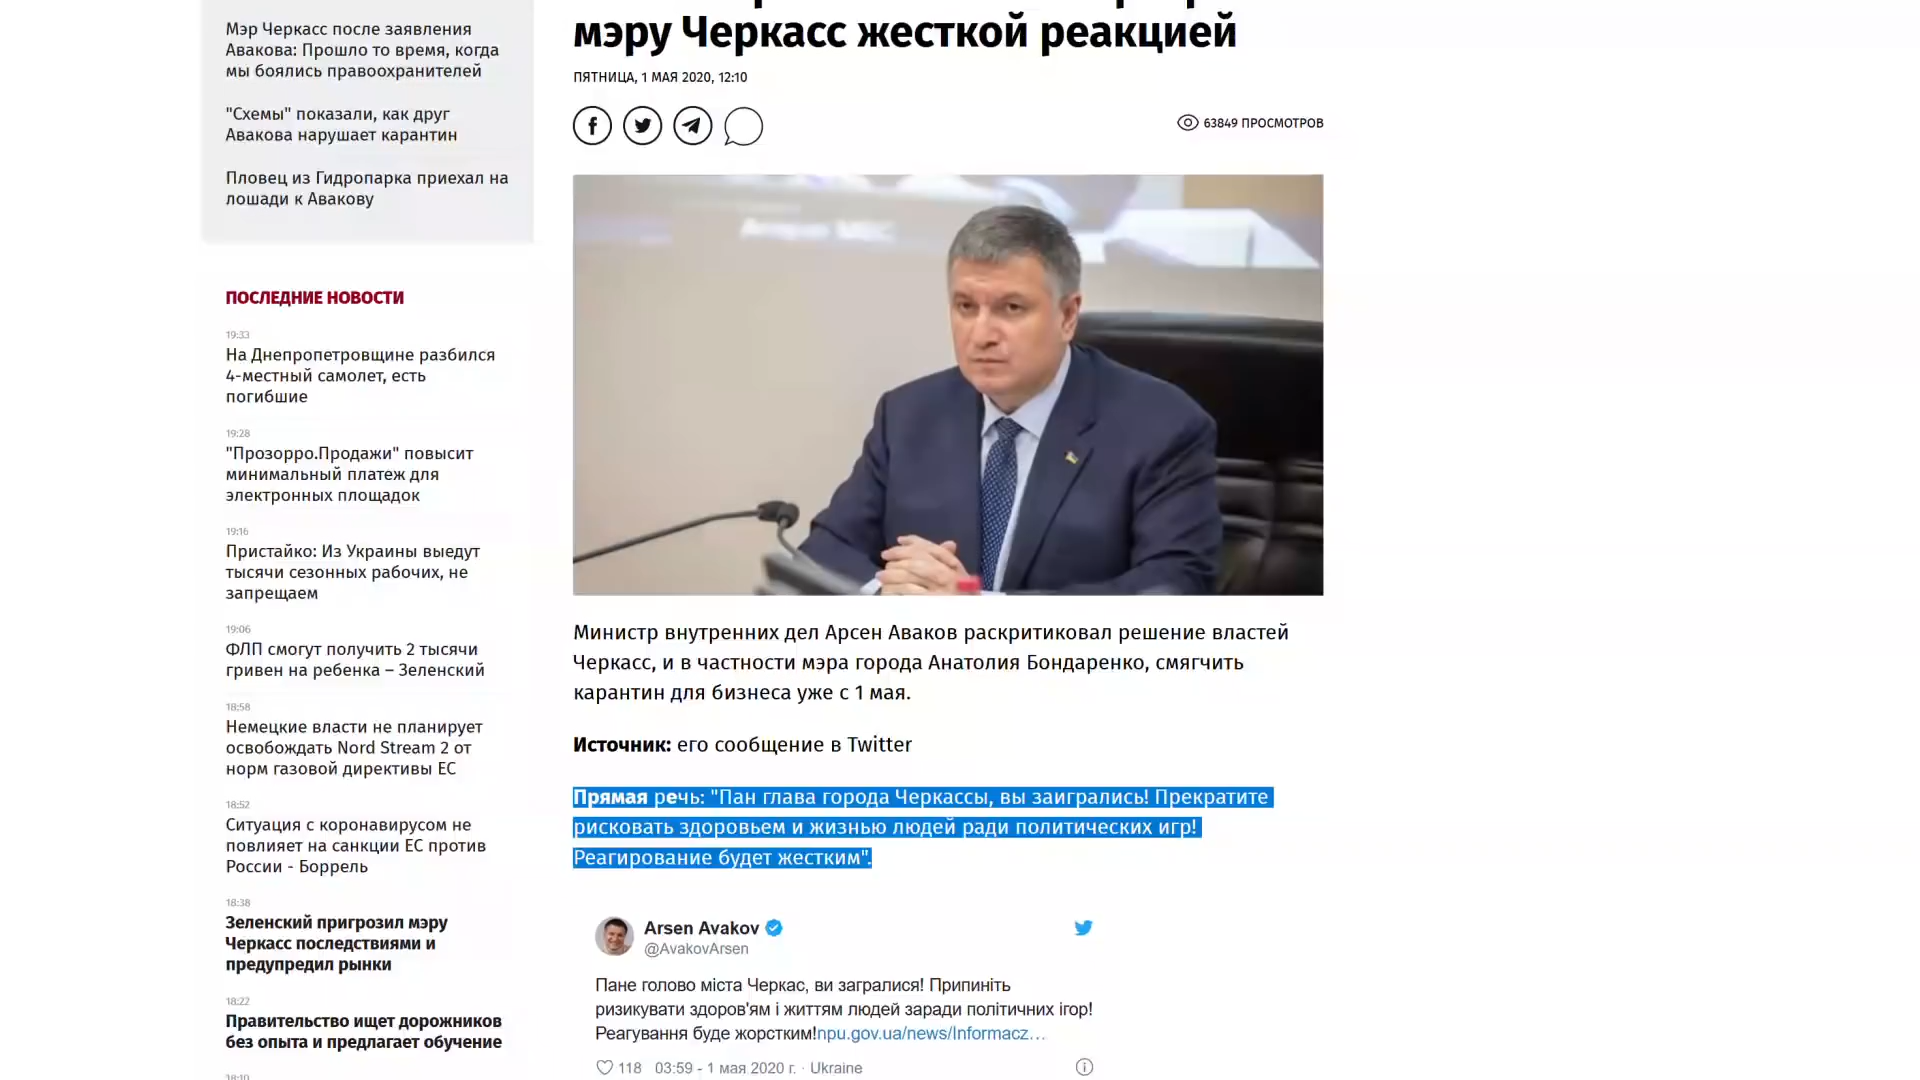 Мэр Черкасс после заявления
Авакова: Прошло то время, когда
мы боялись правоохранителей
"Схемы" показали, как друг
Авакова нарушает карантин
Пловец из Гидропарка приехал на
лошади к Авакову
ПОСЛЕДНИЕ НОВОСТИ
19:33
На Днепропетровщине разбился
4-местный самолет, есть
погибшие
19:28
"Прозорро.Продажи" повысит
минимальный платеж для
электронных площадок
19:16
Пристайко: Из Украины выедут
тысячи сезонных рабочих, не
запрещаем
19:06
ФЛП смогут получить 2 тысячи
гривен на ребенка – Зеленский
18:58
Немецкие власти не планирует
освобождать Nord Stream 2 от
норм газовой директивы ЕС
18:52
Ситуация с коронавирусом не
повлияет на санкции ЕС против
России - Боррель
18:38
Зеленский пригрозил мэру
Черкасс последствиями и
предупредил рынки
18:22
Правительство ищет дорожников
без опыта и предлагает обучение
18:10
мэру Черкасс жесткой реакцией
ПЯТНИЦА, 1 МАЯ 2020, 12:10
63849 ПРОСМОТРОВ
Министр внутренних дел Арсен Аваков раскритиковал решение властей
Черкасс, и в частности мэра города Анатолия Бондаренко, смягчить
карантин для бизнеса уже с 1 мая.
Источник: его сообщение в Twitter
Прямая речь: "Пан глава города Черкассы, вы заигрались! Прекратите
рисковать здоровьем и жизнью людей ради политических игр!
Реагирование будет жестким".
Arsen Avakov
@AvakovArsen
Пане голово міста Черкас, ви загралися! Припиніть
ризикувати здоров'ям і життям людей заради політичних ігор!
Реагування буде жорстким!npu.gov.ua/news/Informacz…
118 03:59 - 1 мая 2020 г. · Ukraine